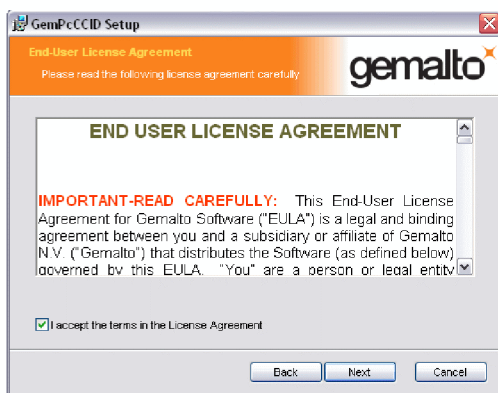 GemPcCCID Setup
End-User License Agreement
Please read the following license agreement carefully
gemalto
END USER LICENSE AGREEMENT
IMPORTANT-READ CAREFULLY: This End-User License
Agreement for Gemalto Software ("EULA") is a legal and binding
agreement between you and a subsidiary or affiliate of Gemalto
N.V. ("Gemalto") that distributes the Software (as defined below)
governed by this EULA. "You" are a person or legal entity
I accept the terms in the License Agreement
Back
Next
Cancel